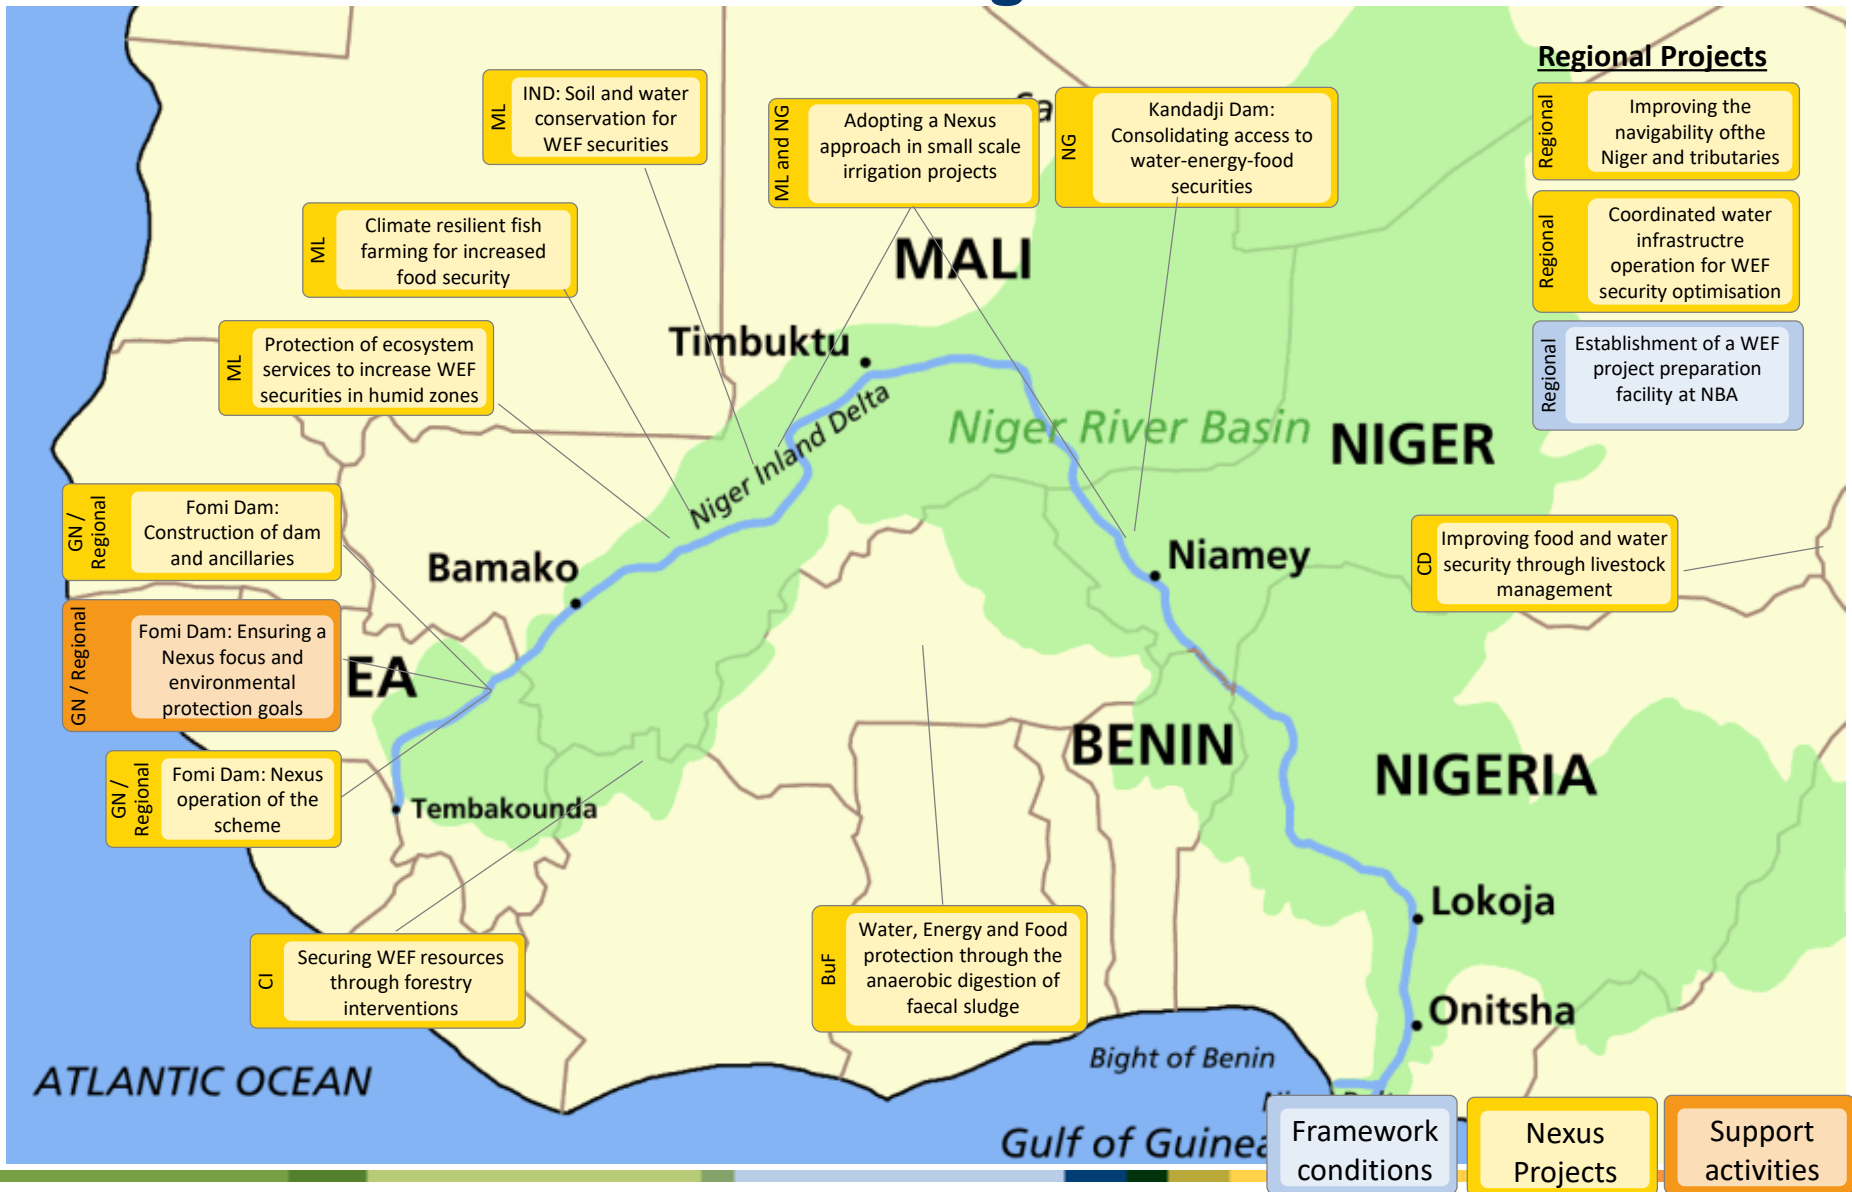 Regional Projects
Regional
Improving the
navigability ofthe
Niger and tributaries
Regional
Coordinated water
infrastructre
operation for WEF
security optimisation
Regional
Establishment of a WEF
project preparation
facility at NBA
ML
IND: Soil and water
conservation for
WEF securities
ML and NG
Adopting a Nexus
approach in small scale
irrigation projects
NG
Kandadji Dam:
Consolidating access to
water-energy-food
securities
ML
Climate resilient fish
farming for increased
food security
ML
Protection of ecosystem
services to increase WEF
securities in humid zones
GN /
Regional
Fomi Dam:
Construction of dam
and ancillaries
GN / Regional
Fomi Dam: Ensuring a
Nexus focus and
environmental
protection goals
GN /
Regional
Fomi Dam: Nexus
operation of the
scheme
CI
Securing WEF resources
through forestry
interventions
BuF
Water, Energy and Food
protection through the
anaerobic digestion of
faecal sludge
CD
Improving food and water
security through livestock
management
MALI
Timbuktu
Niger Inland Delta
Niger River Basin
NIGER
Bamako
Niamey
EA
BENIN
NIGERIA
Tembakounda
Lokoja
Onitsha
Bight of Benin
ATLANTIC OCEAN
Gulf of Guinea
Framework
conditions
Nexus
Projects
Support
activities